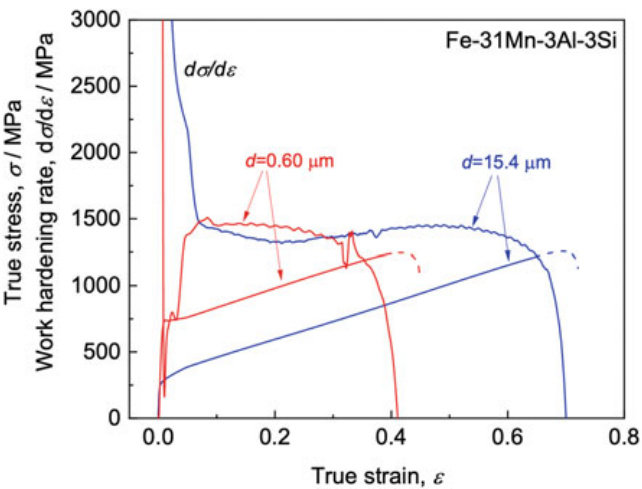 Fe-31Mn-3Al-3Si
dσ/dε
d=0.60 μm
d=15.4 μm
True stress, σ / MPa
Work hardening rate, dσ/dε / MPa
3000
2500
2000
1500
1000
500
0
0.0 0.2 0.4 0.6 0.8
True strain, ε